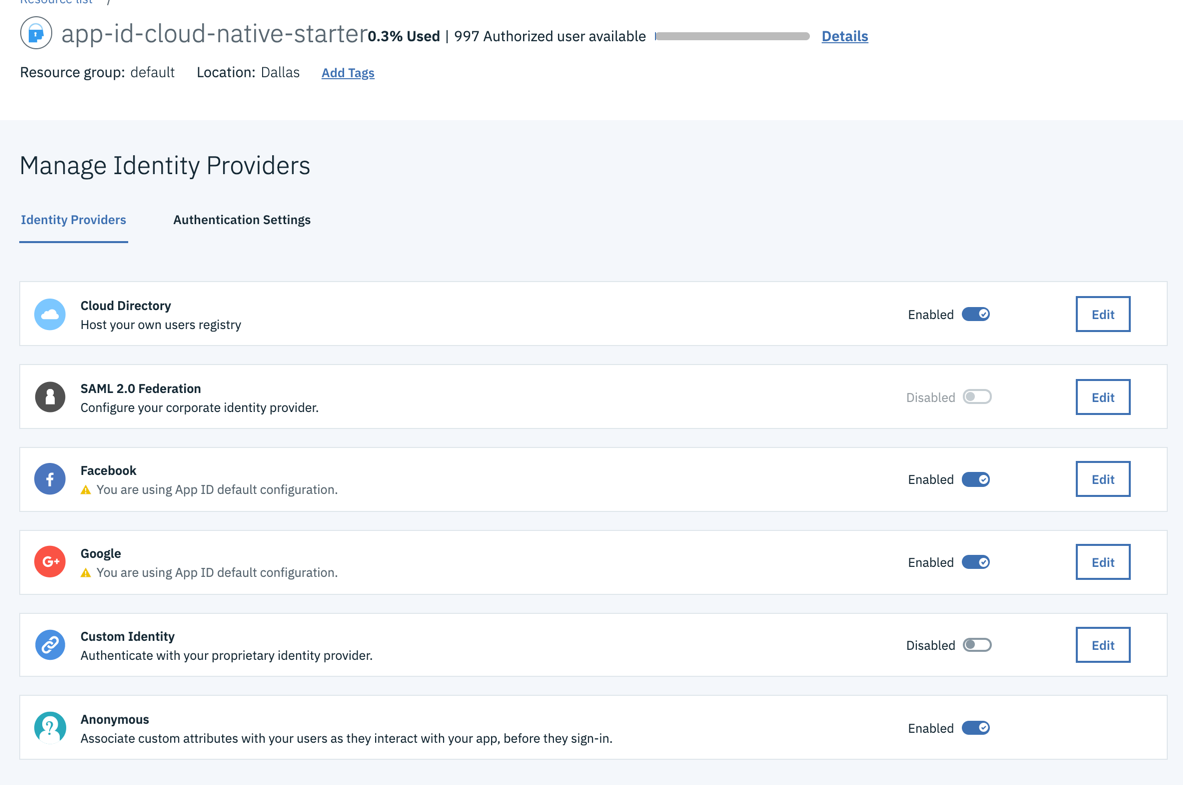 Resource list /
app-id-cloud-native-starter 0.3% Used | 997 Authorized user available Details
Resource group: default Location: Dallas Add Tags
Manage Identity Providers
Identity Providers Authentication Settings
Cloud Directory
Host your own users registry
Enabled Edit
SAML 2.0 Federation
Configure your corporate identity provider.
Disabled Edit
f
Facebook
You are using App ID default configuration.
Enabled Edit
G+
Google
You are using App ID default configuration.
Enabled Edit
Custom Identity
Authenticate with your proprietary identity provider.
Disabled Edit
?
Anonymous
Associate custom attributes with your users as they interact with your app, before they sign-in.
Enabled